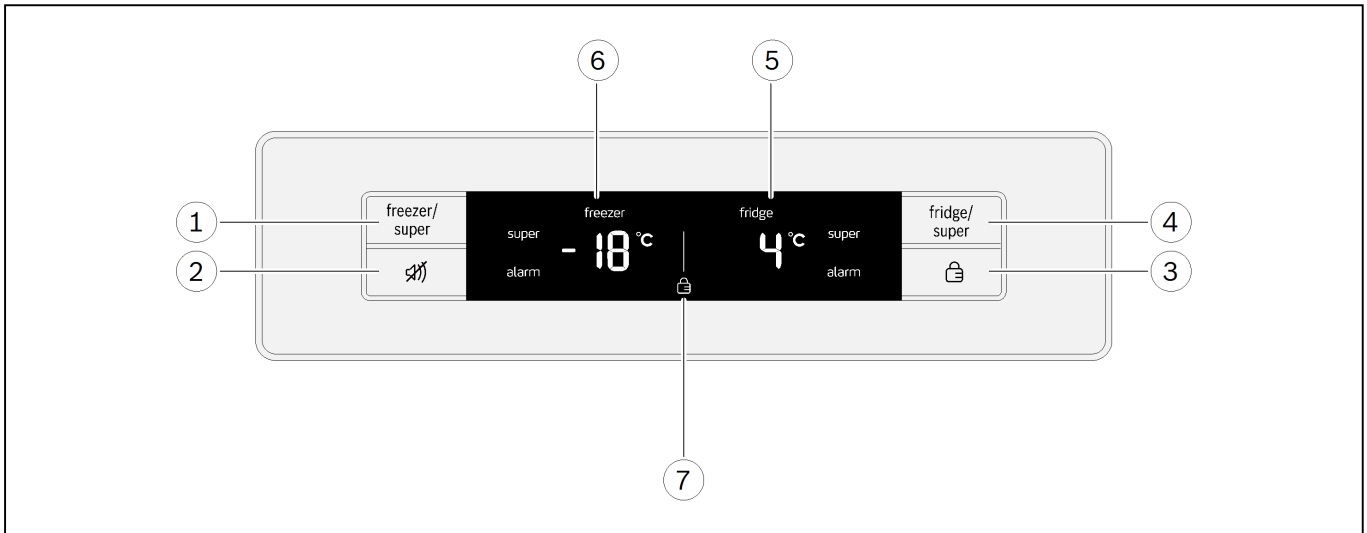 6 5
freezer fridge
1 freezer/ fridge/ 4
super super
super -18 °C 4 °C super
2 alarm alarm 3
7